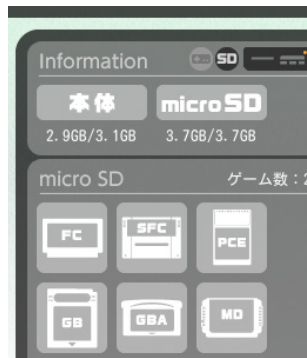 Information SD
本体 microSD
2.9GB/3.1GB 3.7GB/3.7GB
micro SD ゲーム数:2
FC SFC PCE
GB GBA MD